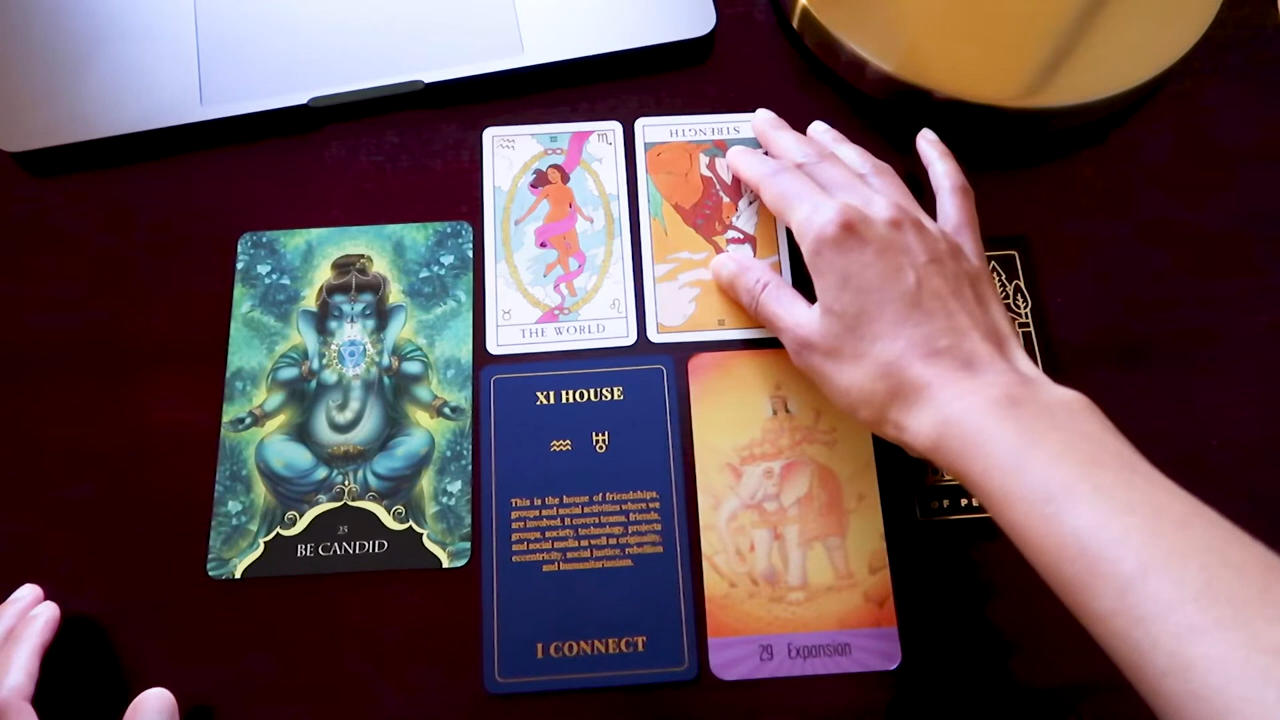 THE WORLD
STRENGTH
25
BE CANDID
XI HOUSE
This is the house of friendships,
groups and social activities where we
are involved. It covers teams, friends,
groups, society, technology, projects
and social media as well as originality,
eccentricity, social justice, rebellion
and humanitarianism.
I CONNECT
29 Expansion
OF PE